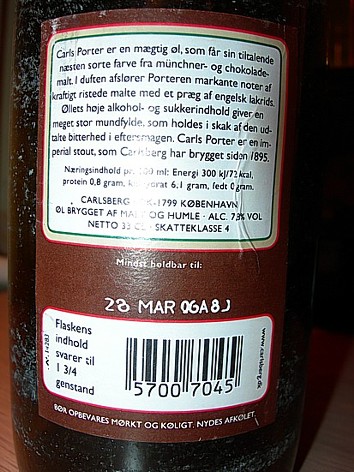 Carls Porter er en mægtig øl, som får sin tiltalende
næsten sorte farve fra münchner- og chokolade-
malt. I duften afslører Porteren markante noter af
kraftigt ristede malte med et præg af engelsk lakrids.
Øllets høje alkohol- og sukkerindhold giver en
meget stor mundfylde, som holdes i skak af den ud-
talte bitterhed i eftersmagen. Carls Porter er en im-
perial stout, som Carlsberg har brygget siden 1895.
Næringsindhold pr. 100 ml: Energi 300 kJ/72 kcal,
protein 0,8 gram, kulhydrat 6,1 gram, fedt 0 gram.
CARLSBERG DK-1799 KØBENHAVN
ØL BRYGGET AF MALT OG HUMLE · ALC. 7,8% VOL
NETTO 33 CL · SKATTEKLASSE 4
Mindst holdbar til:
28 MAR 0GA8J
Flaskens
indhold
svarer til
1 3/4
genstand
5700 7045
www.carlsberg.dk
BØR OPBEVARES MØRKT OG KØLIGT. NYDES AFKØLET.